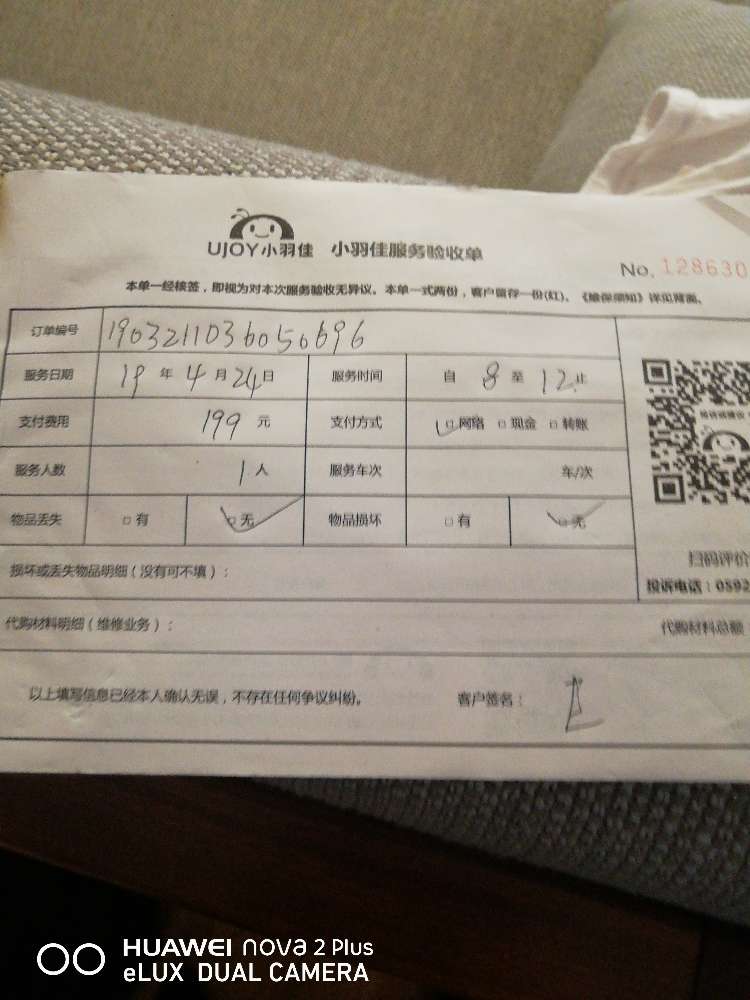 UJOY小羽佳 小羽佳服务验收单
No. 128630
本单一经核签，即视为对本次服务验收无异议。本单一式两份，客户留存一份(红)。《维保须知》详见背面。
订单编号 1903211036050696
服务日期 19 年 4 月 24 日 服务时间 自 8 至 12 止
支付费用 199 元 支付方式 □网络 □现金 □转账
服务人数 1 人 服务车次 车/次
物品丢失 □有 □无 物品损坏 □有 □无
扫码评价
损坏或丢失物品明细（没有可不填）：
投诉电话：0592
代购材料明细（维修业务）： 代购材料总额
以上填写信息已经本人确认无误，不存在任何争议纠纷。 客户签名：
HUAWEI nova 2 Plus
eLUX DUAL CAMERA